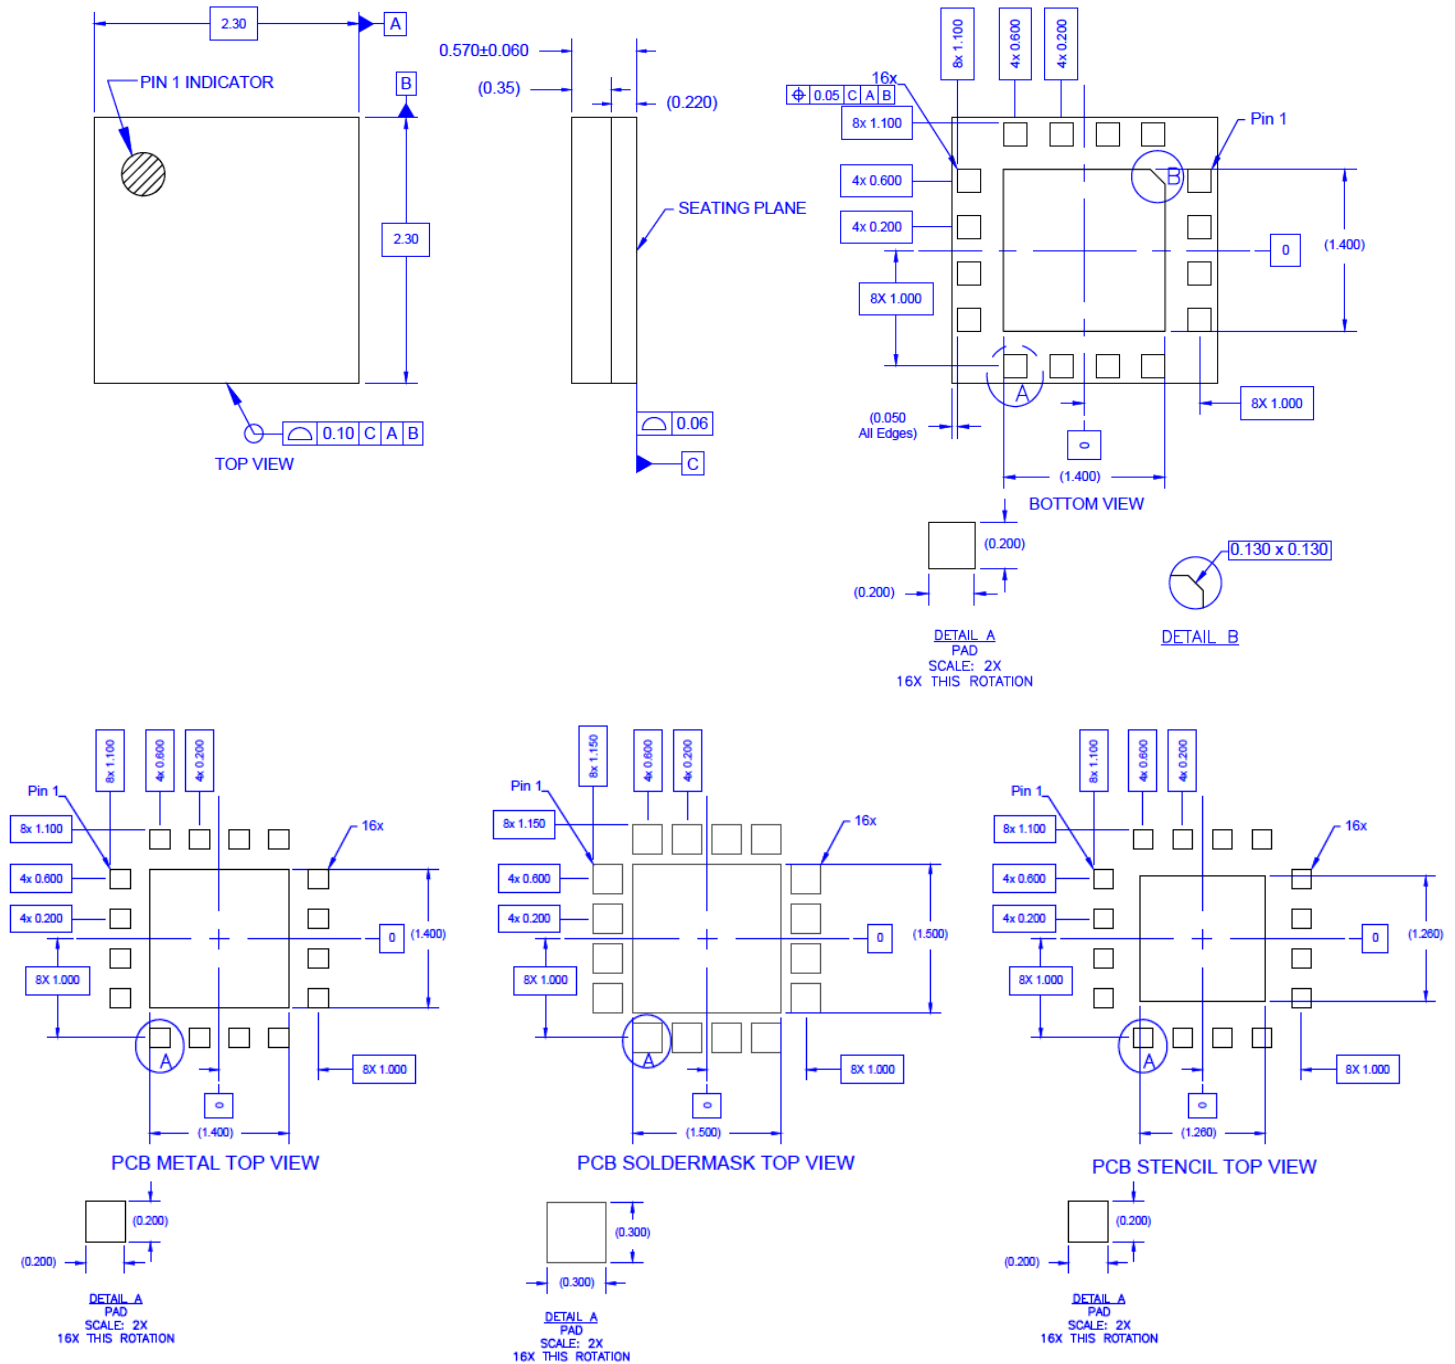 2.30
A
PIN 1 INDICATOR
B
2.30
0.10 C A B
TOP VIEW
0.570±0.060
(0.35)
(0.220)
SEATING PLANE
0.06
C
8x 1.100
4x 0.600
4x 0.200
16x
0.05 C A B
8x 1.100
Pin 1
4x 0.600
B
4x 0.200
0
(1.400)
8X 1.000
A
8X 1.000
(0.050
All Edges)
0
(1.400)
BOTTOM VIEW
(0.200)
(0.200)
DETAIL A
PAD
SCALE: 2X
16X THIS ROTATION
0.130 x 0.130
DETAIL B
8x 1.100
4x 0.600
4x 0.200
Pin 1
8x 1.100
16x
4x 0.600
4x 0.200
0
(1.400)
8X 1.000
A
8X 1.000
0
(1.400)
PCB METAL TOP VIEW
(0.200)
(0.200)
DETAIL A
PAD
SCALE: 2X
16X THIS ROTATION
8x 1.150
4x 0.600
4x 0.200
Pin 1
8x 1.150
16x
4x 0.600
4x 0.200
0
(1.500)
8X 1.000
A
8X 1.000
0
(1.500)
PCB SOLDERMASK TOP VIEW
(0.300)
(0.300)
DETAIL A
PAD
SCALE: 2X
16X THIS ROTATION
8x 1.100
4x 0.600
4x 0.200
Pin 1
8x 1.100
16x
4x 0.600
4x 0.200
0
(1.260)
8X 1.000
A
8X 1.000
0
(1.260)
PCB STENCIL TOP VIEW
(0.200)
(0.200)
DETAIL A
PAD
SCALE: 2X
16X THIS ROTATION